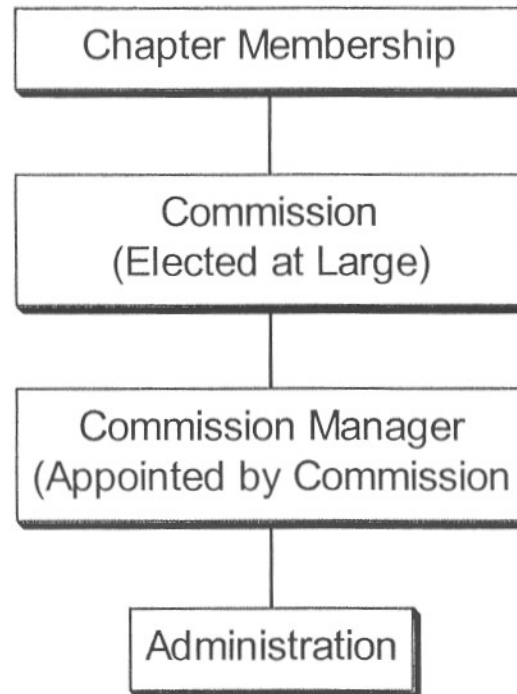 Chapter Membership
Commission
(Elected at Large)
Commission Manager
(Appointed by Commission
Administration